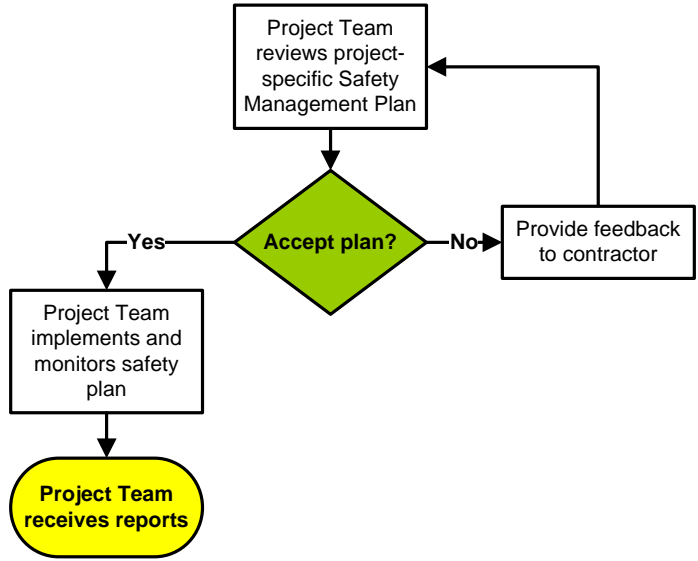 Project Team
reviews project-
specific Safety
Management Plan
Accept plan?
Yes
No
Provide feedback
to contractor
Project Team
implements and
monitors safety
plan
Project Team
receives reports